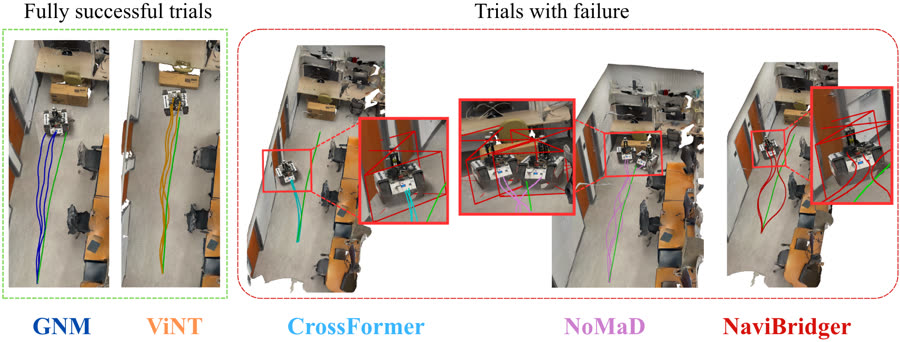 Fully successful trials
Trials with failure
GNM
ViNT
CrossFormer
NoMaD
NaviBridger